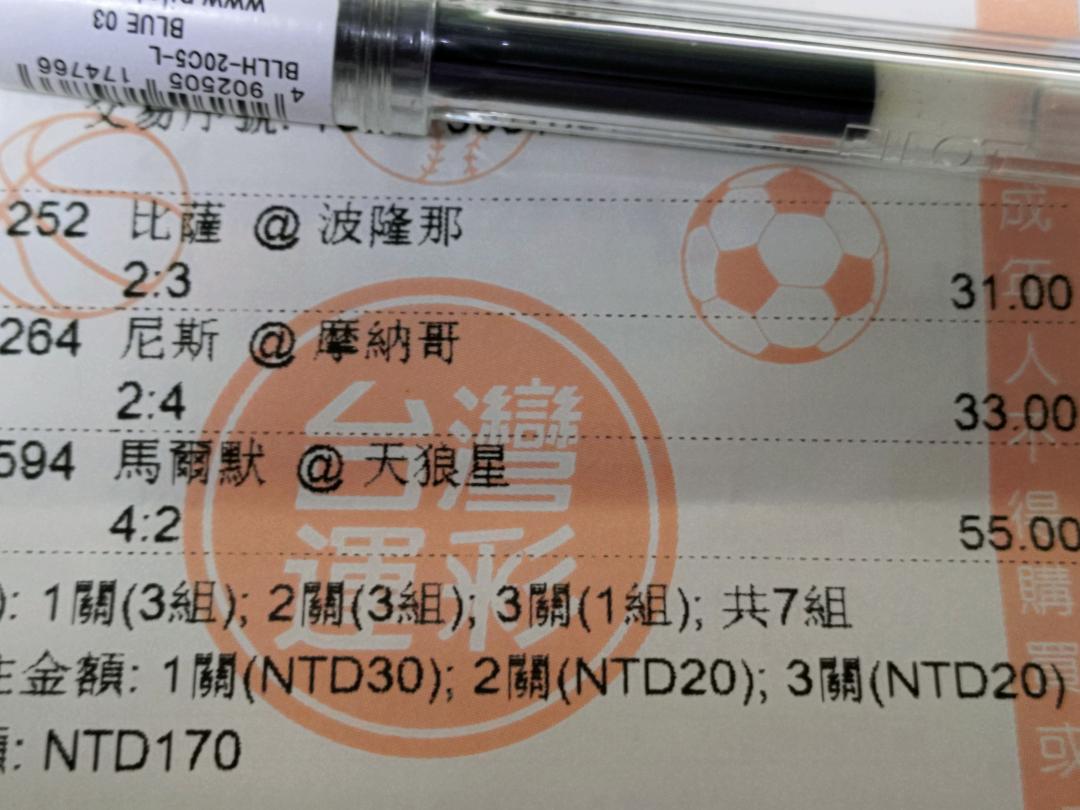 BLUE 03
BLLH-20C5-L
4 902505 174766
252 比薩 @ 波隆那
2:3 31.00
264 尼斯 @ 摩納哥
2:4 33.00
594 馬爾默 @ 天狼星
4:2 55.00
: 1關(3組); 2關(3組); 3關(1組); 共7組
金額: 1關(NTD30); 2關(NTD20); 3關(NTD20)
: NTD170
台灣
運彩
成年人不得購買或